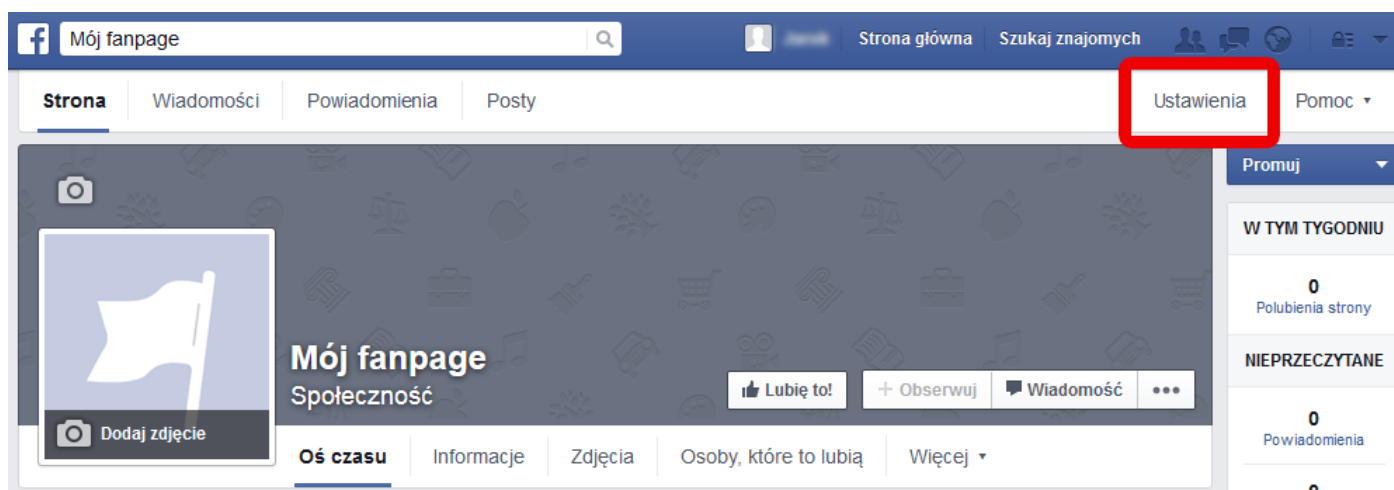 f Mój fanpage Strona główna Szukaj znajomych
Strona Wiadomości Powiadomienia Posty Ustawienia Pomoc
Promuj
W TYM TYGODNIU
0
Polubienia strony
NIEPRZECZYTANE
0
Powiadomienia
0
Mój fanpage
Społeczność
Lubię to! + Obserwuj Wiadomość •••
Dodaj zdjęcie
Oś czasu Informacje Zdjęcia Osoby, które to lubią Więcej